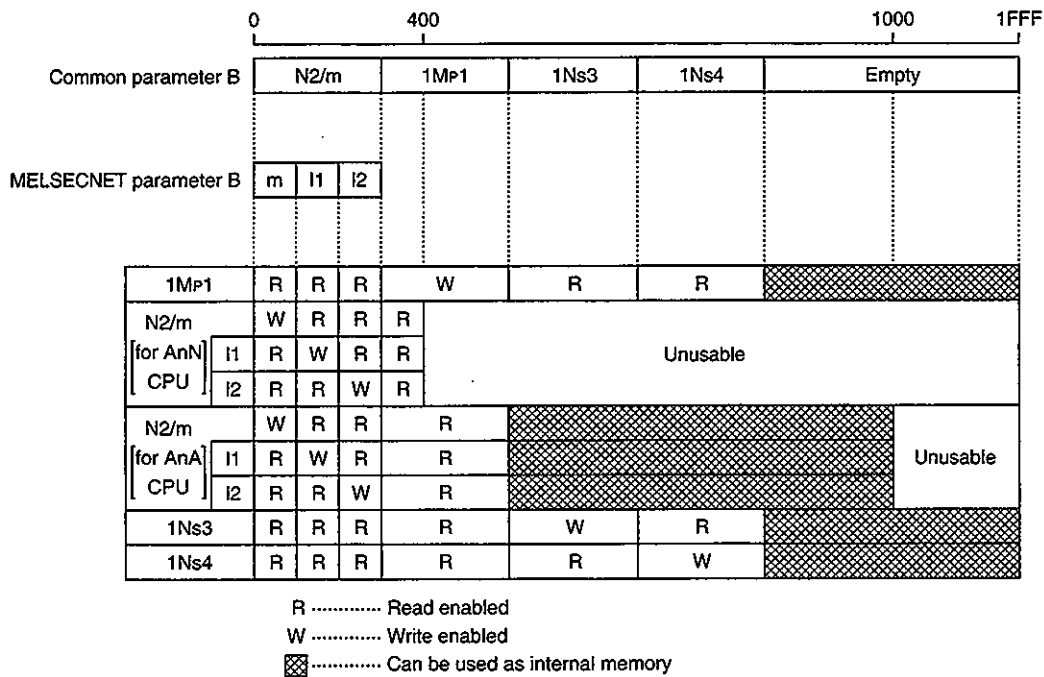 0 400 1000 1FFF
Common parameter B N2/m 1MP1 1Ns3 1Ns4 Empty
MELSECNET parameter B m l1 l2
1MP1 R R R W R R
N2/m W R R R
[for AnN] l1 R W R R Unusable
CPU l2 R R W R
N2/m W R R R
[for AnA] l1 R W R R Unusable
CPU l2 R R W R
1Ns3 R R R R W R
1Ns4 R R R R R W
R ............ Read enabled
W ............ Write enabled
............ Can be used as internal memory